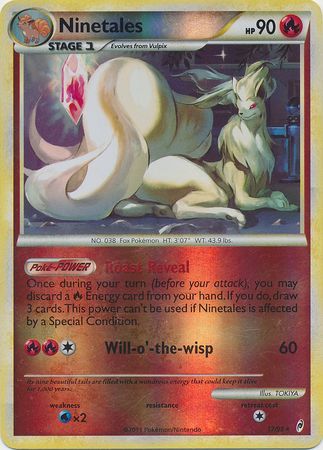 Ninetales
HP 90
STAGE 1 Evolves from Vulpix
NO. 038 Fox Pokémon HT: 3'07" WT: 43.9 lbs.
Poké-POWER Roast Reveal
Once during your turn (before your attack), you may
discard a Energy card from your hand. If you do, draw
3 cards. This power can't be used if Ninetales is affected
by a Special Condition.
Will-o'-the-wisp 60
Its nine beautiful tails are filled with a wondrous energy that could keep it alive
for 1,000 years.
Illus. TOKIYA
weakness resistance retreat cost
×2
©2011 Pokémon/Nintendo